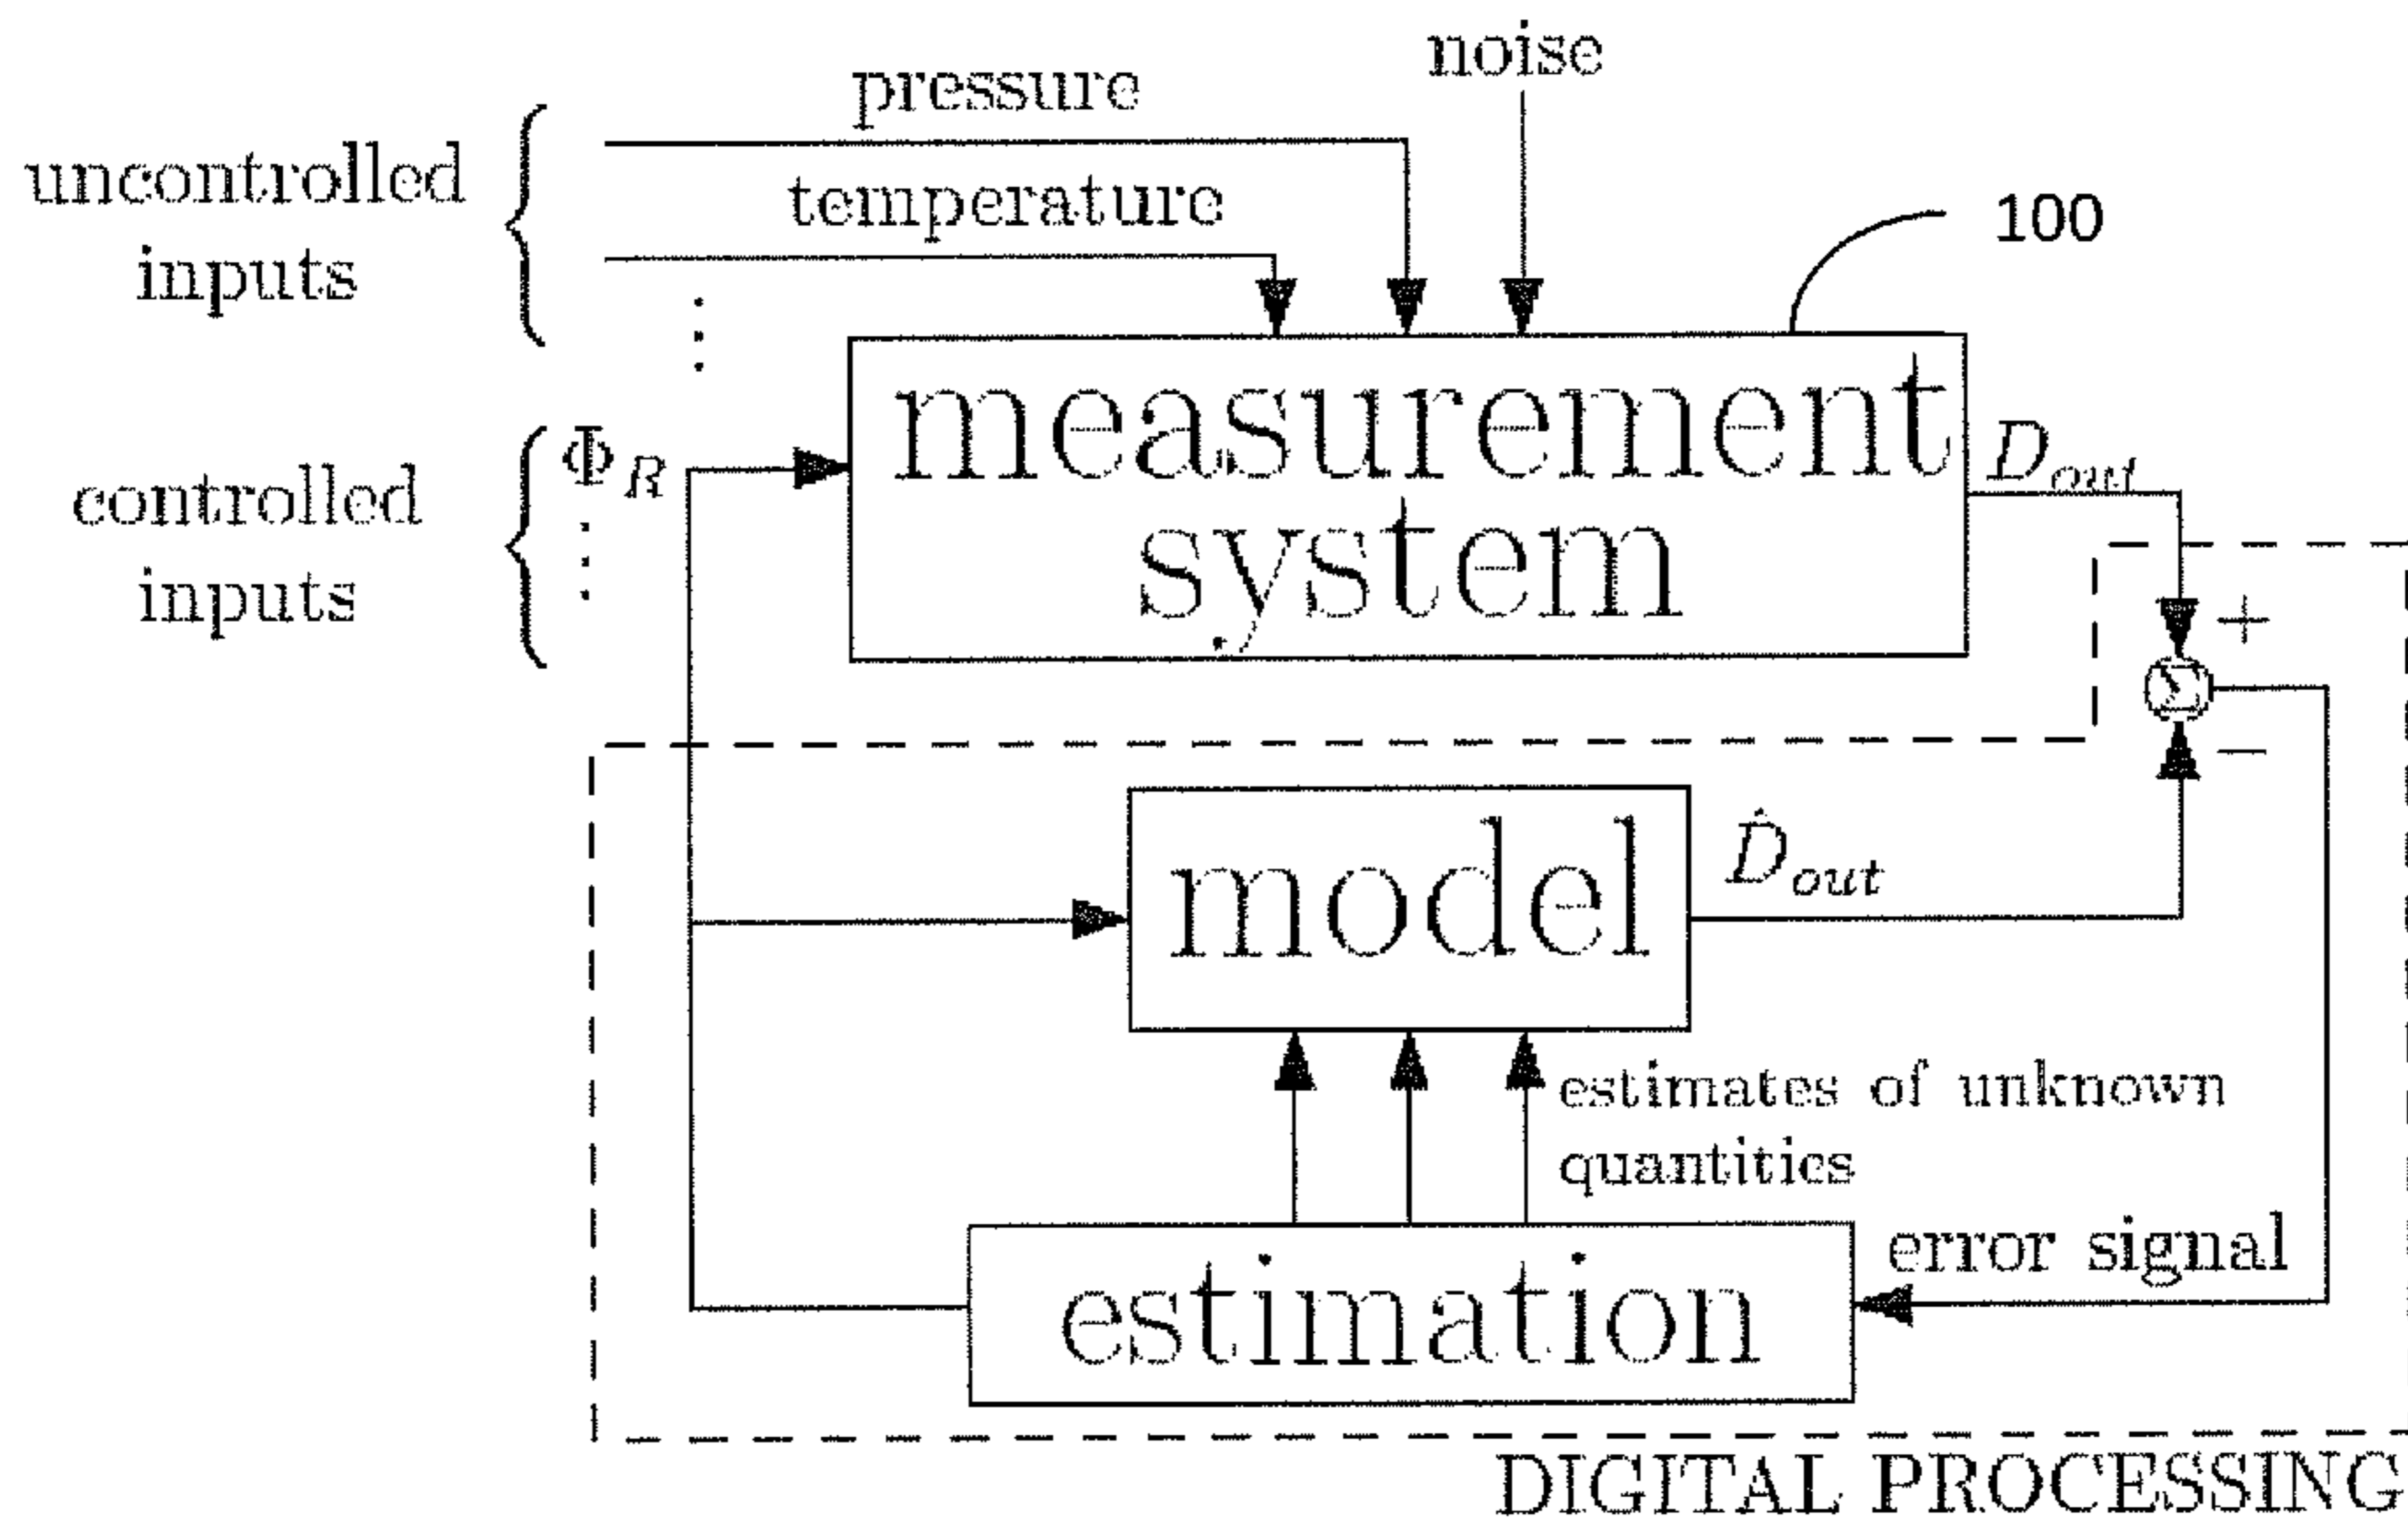 noise
pressure
uncontrolled
inputs
temperature
100
measurement
system
Φ_R
controlled
inputs
D_out
+
Σ
−
model
D̂_out
estimates of unknown
quantities
error signal
estimation
DIGITAL PROCESSING